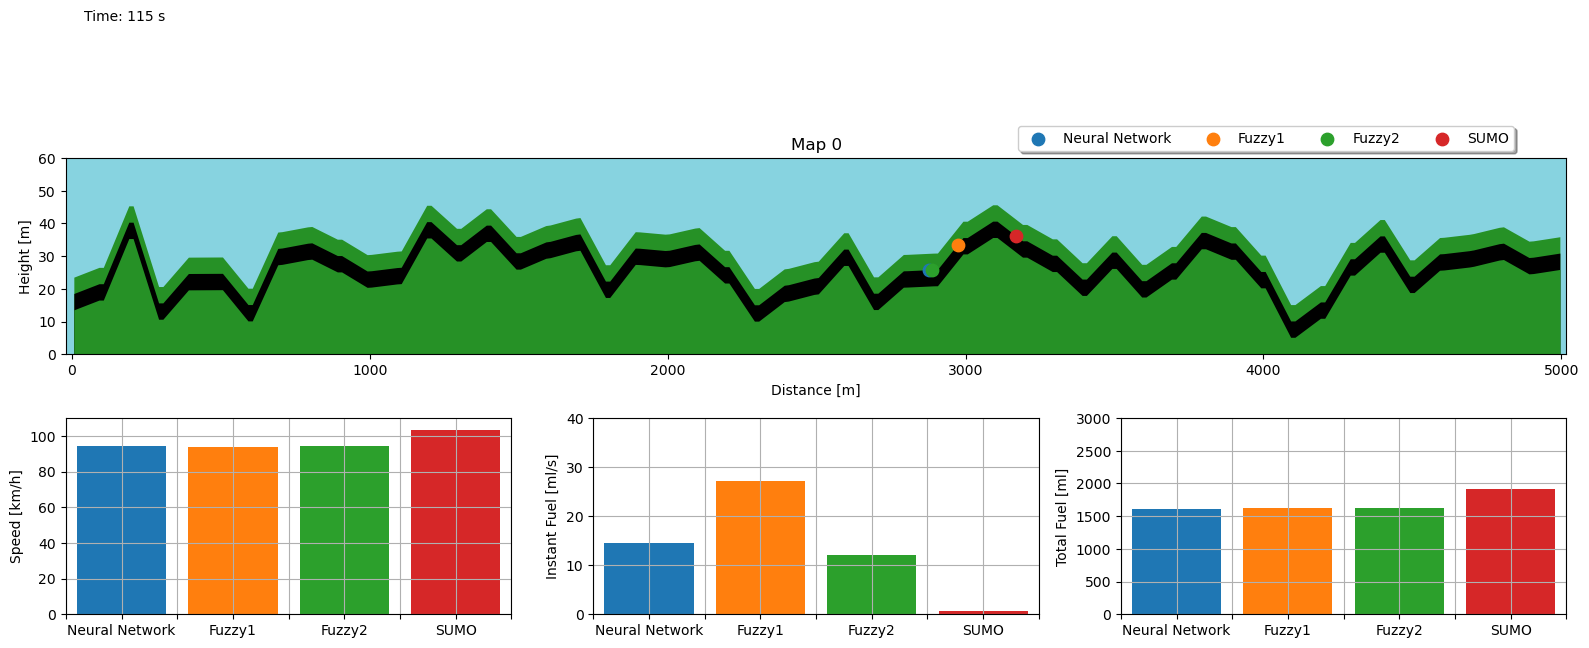 Time: 115 s
Map 0
Neural Network Fuzzy1 Fuzzy2 SUMO
Height [m]
60
50
40
30
20
10
0
0 1000 2000 3000 4000 5000
Distance [m]
Speed [km/h]
100
80
60
40
20
0
Neural Network Fuzzy1 Fuzzy2 SUMO
Instant Fuel [ml/s]
40
30
20
10
0
Neural Network Fuzzy1 Fuzzy2 SUMO
Total Fuel [ml]
3000
2500
2000
1500
1000
500
0
Neural Network Fuzzy1 Fuzzy2 SUMO